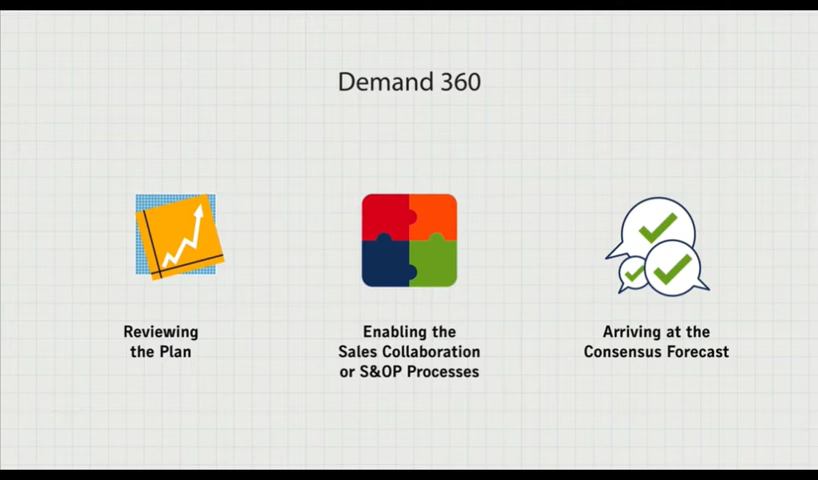 Demand 360
Reviewing
the Plan
Enabling the
Sales Collaboration
or S&OP Processes
Arriving at the
Consensus Forecast